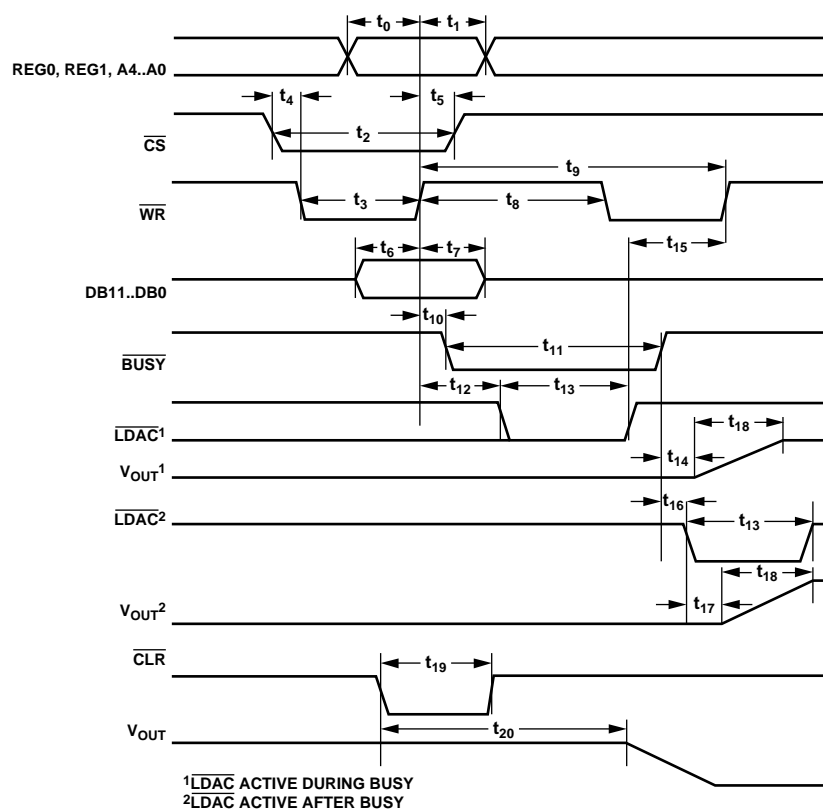 t0 t1
REG0, REG1, A4..A0
t4 t5
t2
CS
t9
t3 t8
WR
t15
t6 t7
DB11..DB0
t10
t11
BUSY
t12 t13
t18
LDAC1
t14
VOUT1
t16
LDAC2
t13
t18
t17
VOUT2
CLR
t19
VOUT
t20
1LDAC ACTIVE DURING BUSY
2LDAC ACTIVE AFTER BUSY